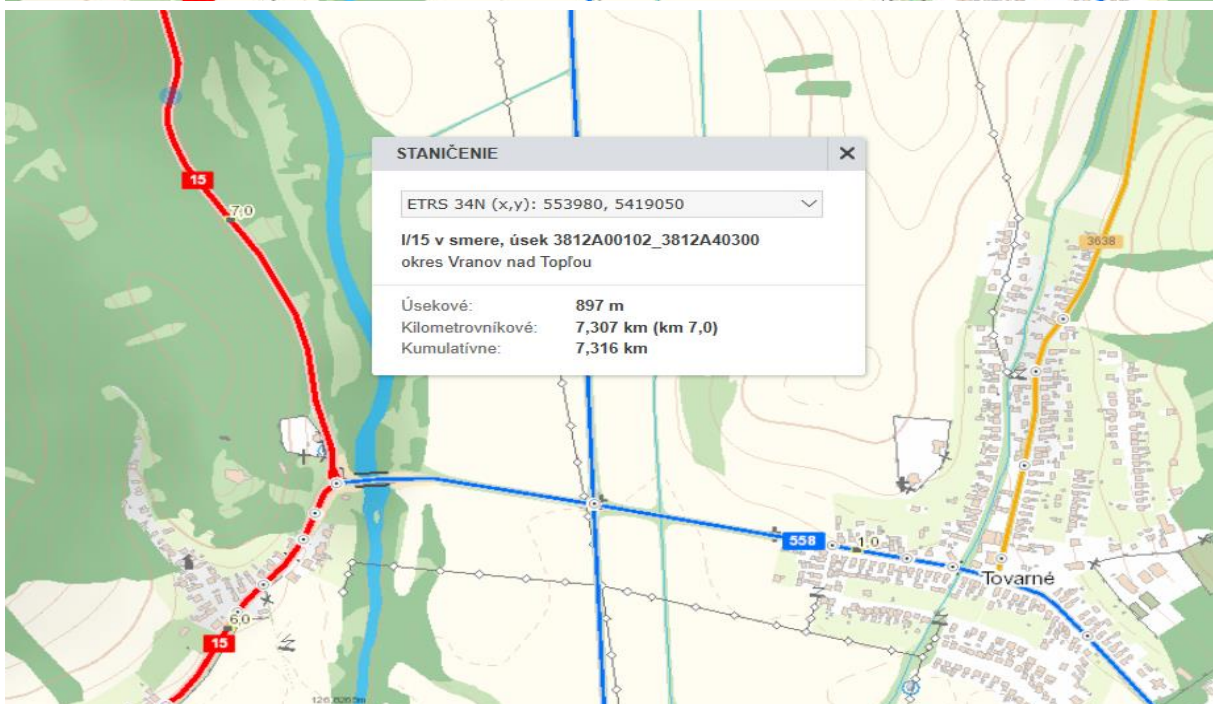 STANIČENIE
ETRS 34N (x,y): 553980, 5419050
I/15 v smere, úsek 3812A00102_3812A40300
okres Vranov nad Topľou
Úsekové: 897 m
Kilometrovníkové: 7,307 km (km 7,0)
Kumulatívne: 7,316 km
15
7,0
3638
558
1,0
Tovarné
6,0
15